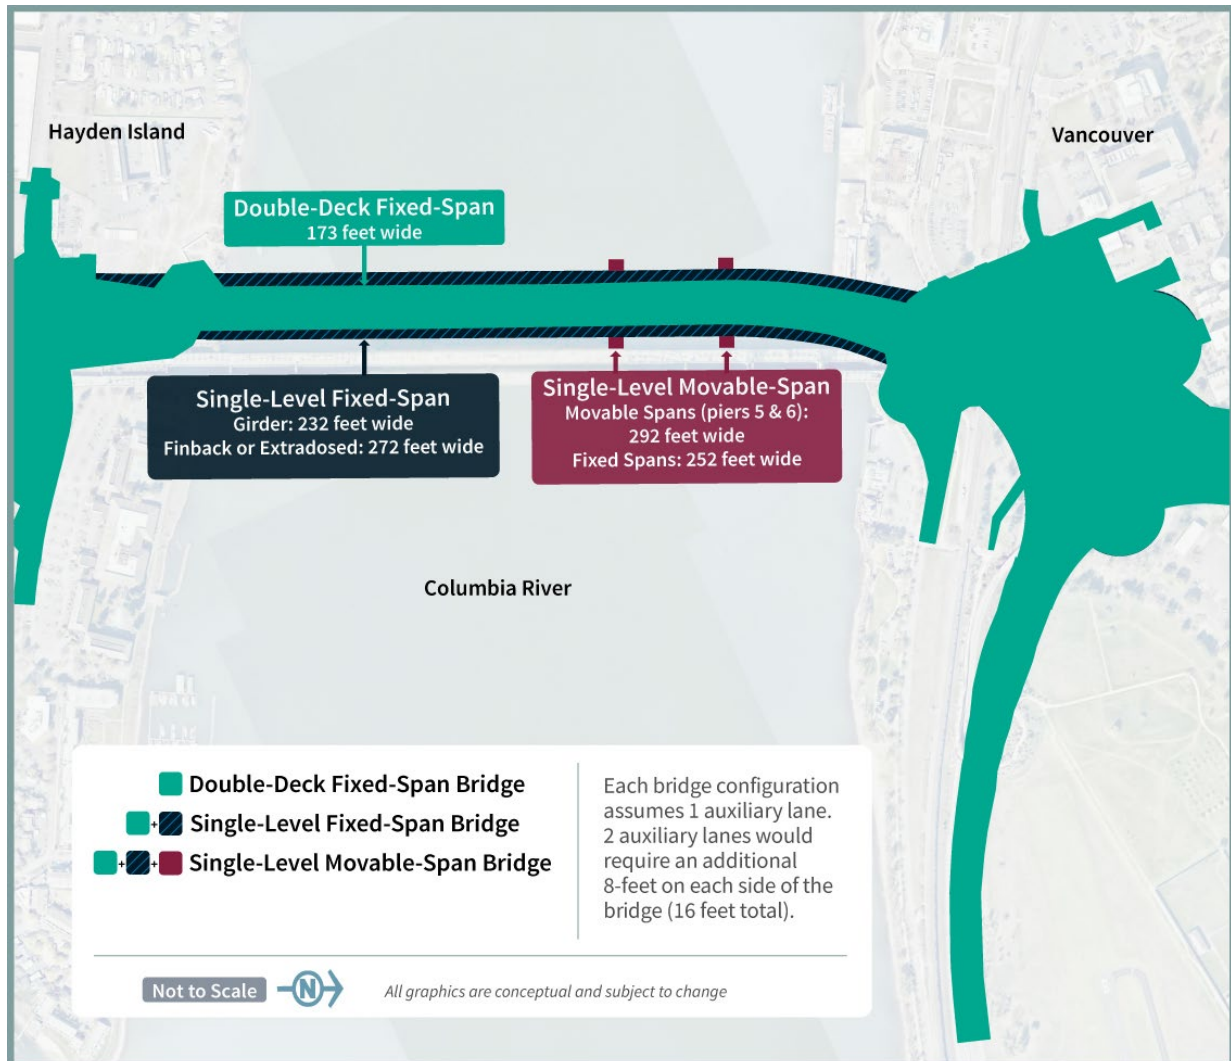 Hayden Island
Vancouver
Double-Deck Fixed-Span
173 feet wide
Single-Level Fixed-Span
Girder: 232 feet wide
Finback or Extradosed: 272 feet wide
Single-Level Movable-Span
Movable Spans (piers 5 & 6):
292 feet wide
Fixed Spans: 252 feet wide
Columbia River
Double-Deck Fixed-Span Bridge
+ Single-Level Fixed-Span Bridge
+ + Single-Level Movable-Span Bridge
Each bridge configuration
assumes 1 auxiliary lane.
2 auxiliary lanes would
require an additional
8-feet on each side of the
bridge (16 feet total).
Not to Scale
N
All graphics are conceptual and subject to change